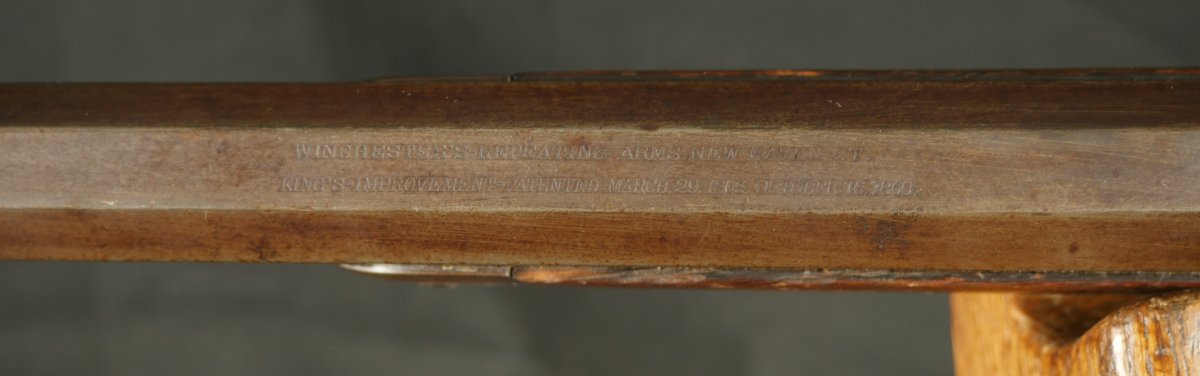 WINCHESTER'S-REPEATING-ARMS. NEW HAVEN. CT.
KING'S-IMPROVEMENT-PATENTED-MARCH 29. 1866. OCTOBER 16. 1860.